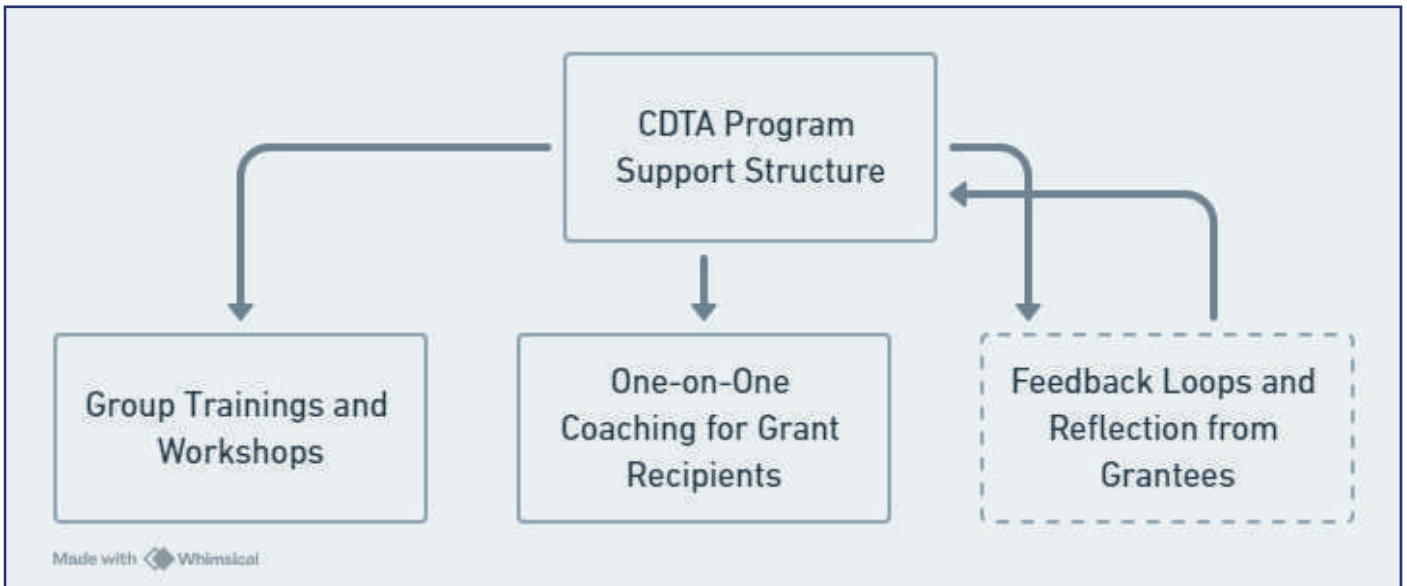 CDTA Program
Support Structure
Group Trainings and
Workshops
One-on-One
Coaching for Grant
Recipients
Feedback Loops and
Reflection from
Grantees
Made with Whimsical